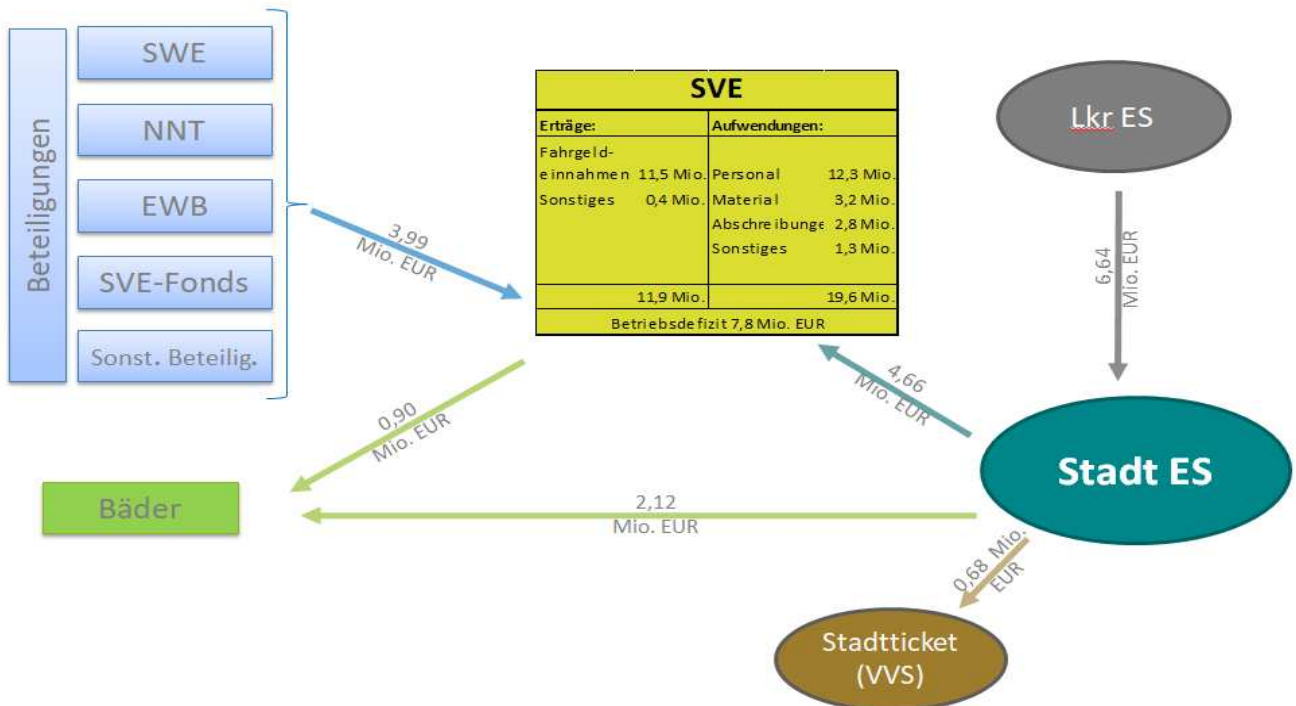 Beteiligungen
SWE
NNT
EWB
SVE-Fonds
Sonst. Beteilig.
3,99
Mio. EUR
SVE
Erträge: Aufwendungen:
Fahrgeld-
einnahmen 11,5 Mio. Personal 12,3 Mio.
Sonstiges 0,4 Mio. Material 3,2 Mio.
Abschreibunge 2,8 Mio.
Sonstiges 1,3 Mio.
11,9 Mio. 19,6 Mio.
Betriebsdefizit 7,8 Mio. EUR
Lkr ES
6,64
Mio. EUR
4,66
Mio. EUR
Stadt ES
0,90
Mio. EUR
Bäder
2,12
Mio. EUR
0,68 Mio.
EUR
Stadtticket
(VVS)